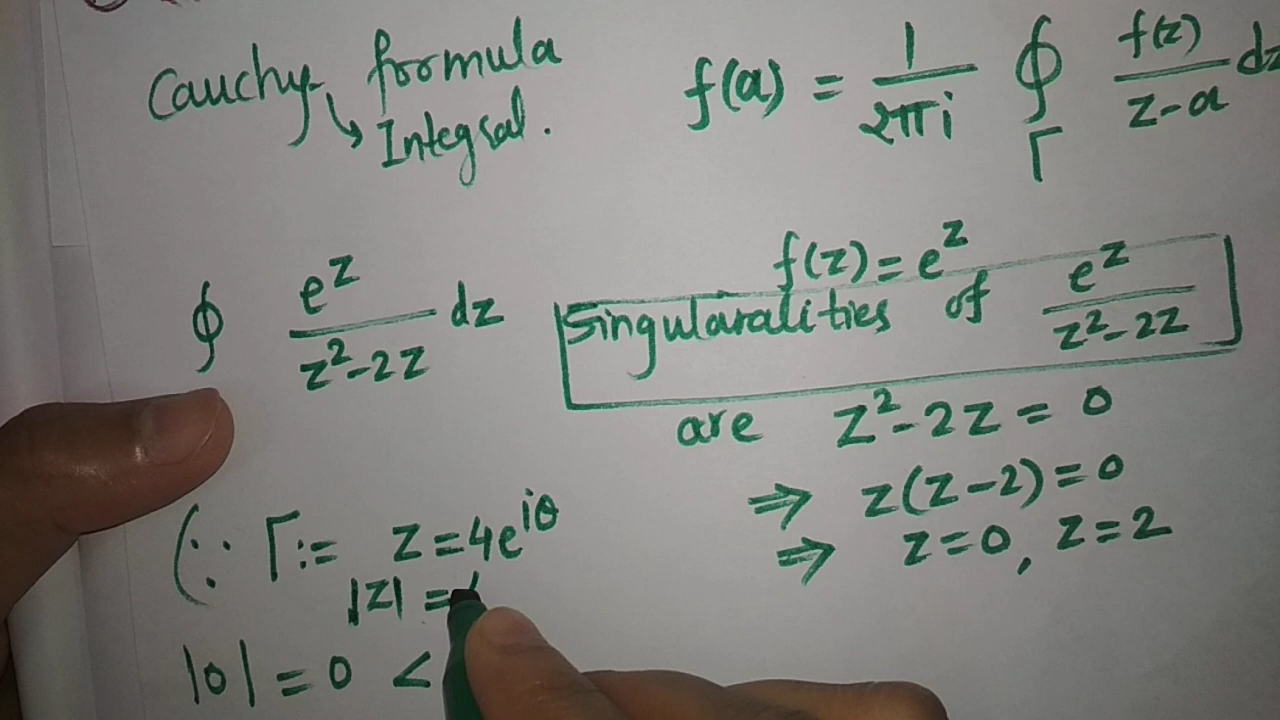 Cauchy formula
Integral.
f(a) = 1/2πi ∮_Γ f(z)/z-a dz
∮ e^z/z²-2z dz
f(z) = e^z
Singularalities of e^z/z²-2z
are z²-2z = 0
⇒ z(z-2) = 0
⇒ z=0, z=2
(∵ Γ:= z=4e^iθ
|z| =
|0| = 0 <